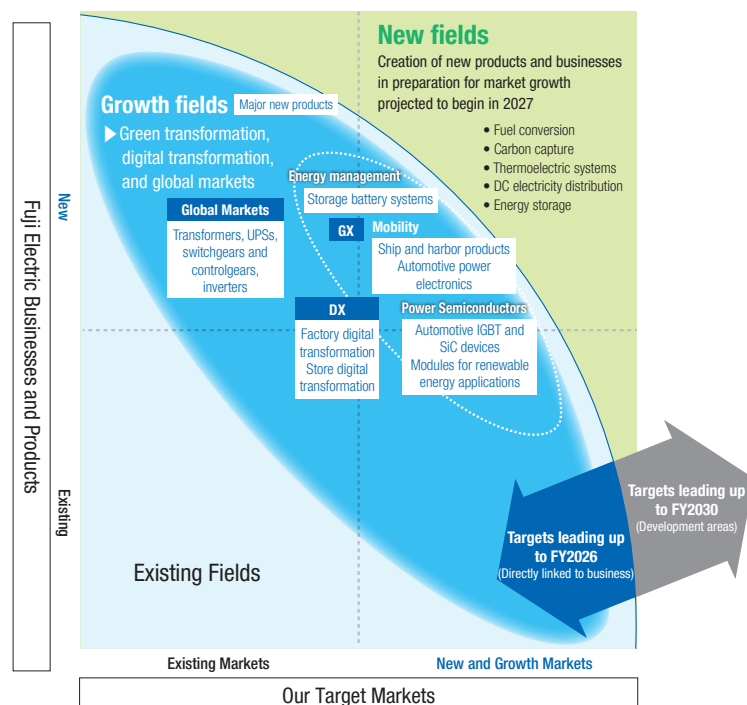 New fields
Creation of new products and businesses
in preparation for market growth
projected to begin in 2027
• Fuel conversion
• Carbon capture
• Thermoelectric systems
• DC electricity distribution
• Energy storage
Growth fields
Major new products
▶ Green transformation,
digital transformation,
and global markets
Energy management
Storage battery systems
Global Markets
Transformers, UPSs,
switchgears and
controlgears,
inverters
GX
Mobility
Ship and harbor products
Automotive power
electronics
DX
Factory digital
transformation
Store digital
transformation
Power Semiconductors
Automotive IGBT and
SiC devices
Modules for renewable
energy applications
Fuji Electric Businesses and Products
New
Existing
Targets leading up
to FY2030
(Development areas)
Targets leading up
to FY2026
(Directly linked to business)
Existing Fields
Existing Markets
New and Growth Markets
Our Target Markets